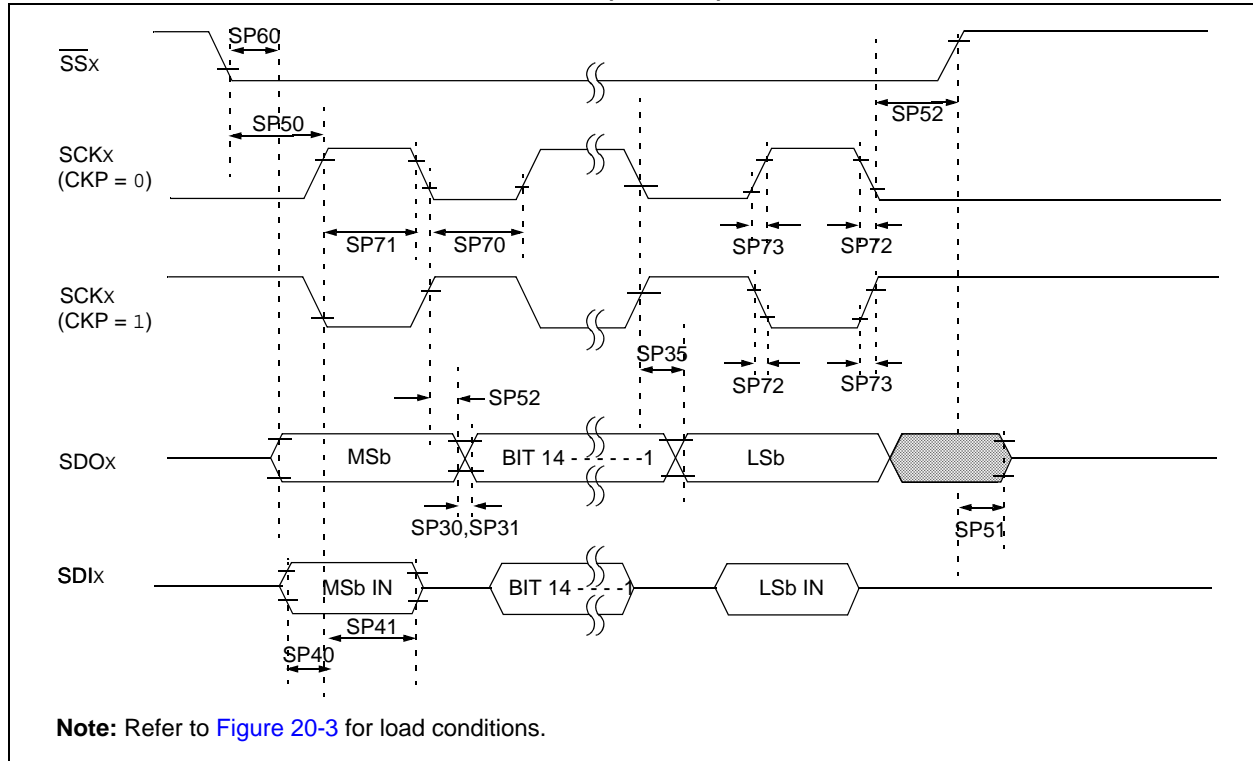 SP60
SSX
SP52
SP50
SCKX
(CKP = 0)
SP71
SP70
SP73
SP72
SCKX
(CKP = 1)
SP35
SP72
SP73
SP52
SDOX
MSb
BIT 14 - - - - - -1
LSb
SP30,SP31
SP51
SDIX
MSb IN
BIT 14 - - - - -1
LSb IN
SP41
SP40
Note: Refer to Figure 20-3 for load conditions.